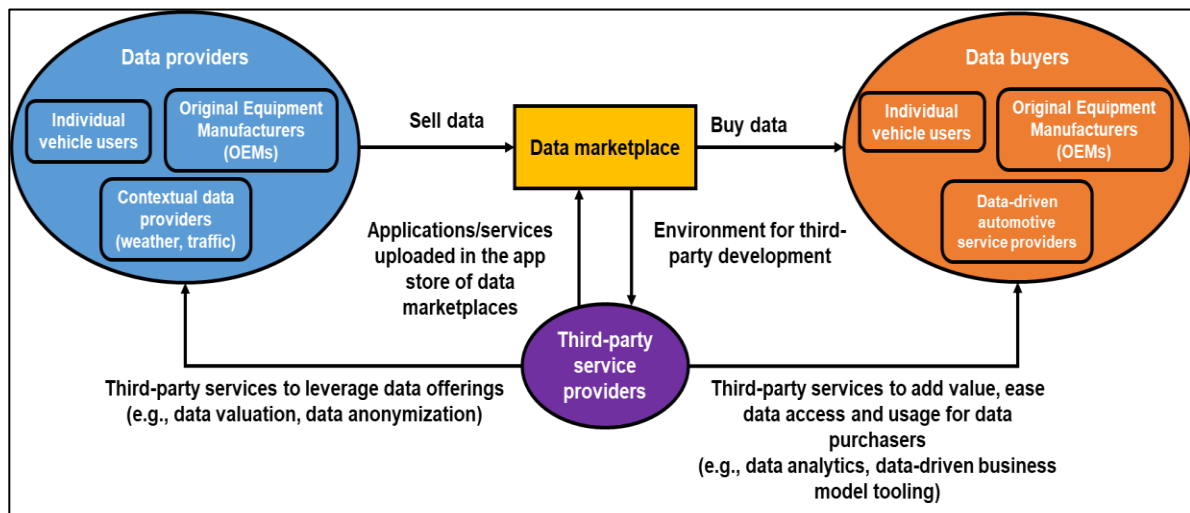 Data providers
Individual
vehicle users
Original Equipment
Manufacturers
(OEMs)
Contextual data
providers
(weather, traffic)
Sell data
Data marketplace
Buy data
Data buyers
Individual
vehicle users
Original Equipment
Manufacturers
(OEMs)
Data-driven
automotive
service providers
Applications/services
uploaded in the app
store of data
marketplaces
Environment for third-
party development
Third-party
service
providers
Third-party services to leverage data offerings
(e.g., data valuation, data anonymization)
Third-party services to add value, ease
data access and usage for data
purchasers
(e.g., data analytics, data-driven business
model tooling)